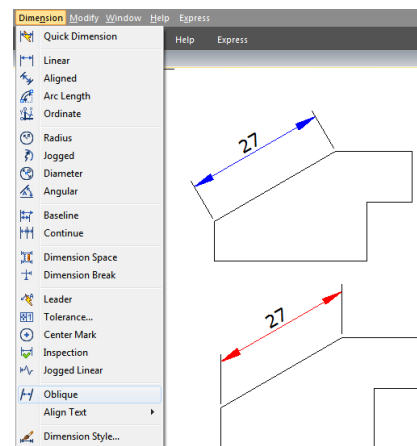 Dimension Modify Window Help Express
Help Express
Quick Dimension
Linear
Aligned
Arc Length
Ordinate
Radius
Jogged
Diameter
Angular
Baseline
Continue
Dimension Space
Dimension Break
Leader
Tolerance...
Center Mark
Inspection
Jogged Linear
Oblique
Align Text
Dimension Style...
27
27